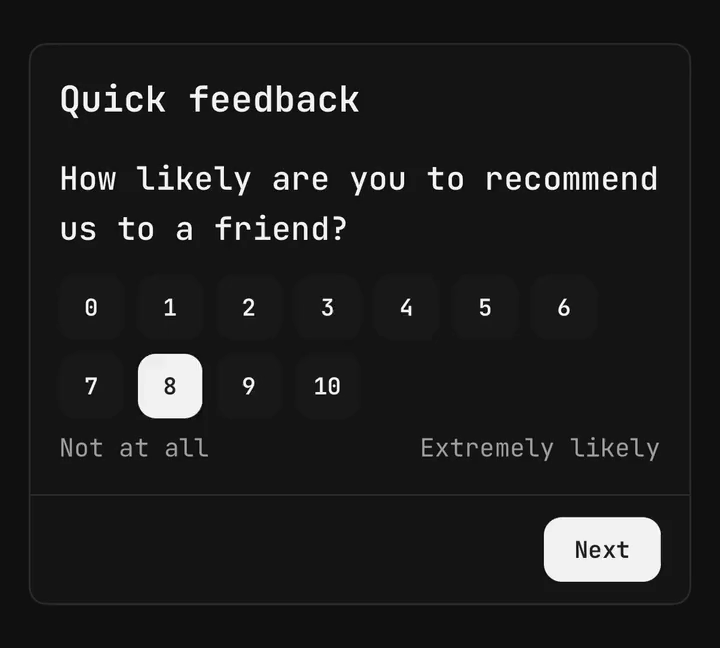 Quick feedback
How likely are you to recommend
us to a friend?
0 1 2 3 4 5 6
7 8 9 10
Not at all Extremely likely
Next